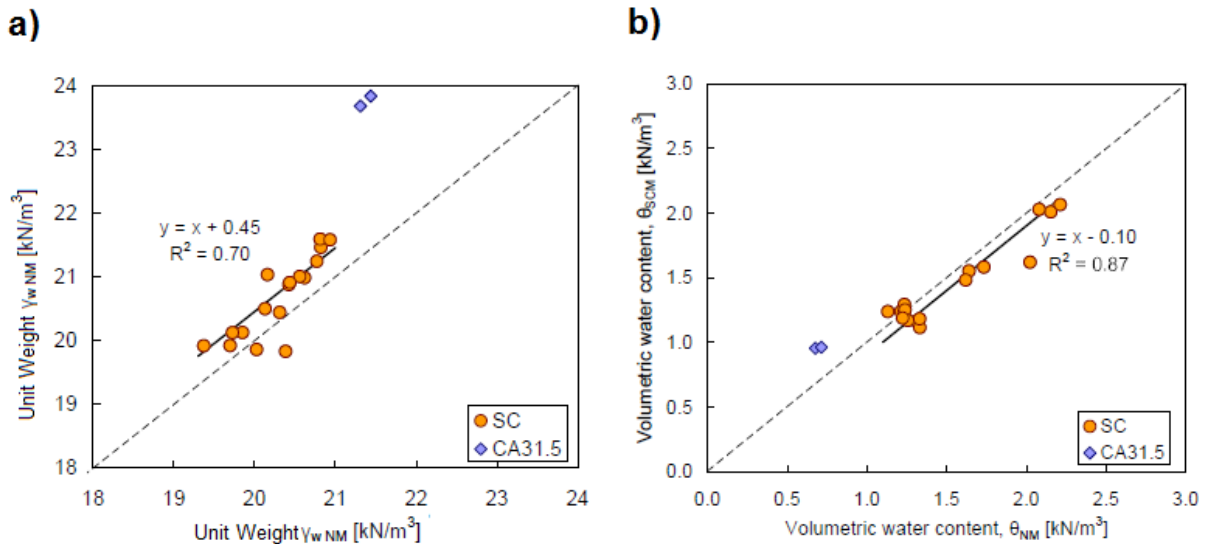 a)
Unit Weight γw NM [kN/m³]
24
23
22
21
20
19
18
y = x + 0.45
R² = 0.70
SC
CA31.5
18 19 20 21 22 23 24
Unit Weight γw NM [kN/m³]
b)
Volumetric water content, θSCM [kN/m³]
3.0
2.5
2.0
1.5
1.0
0.5
0.0
y = x - 0.10
R² = 0.87
SC
CA31.5
0.0 0.5 1.0 1.5 2.0 2.5 3.0
Volumetric water content, θNM [kN/m³]